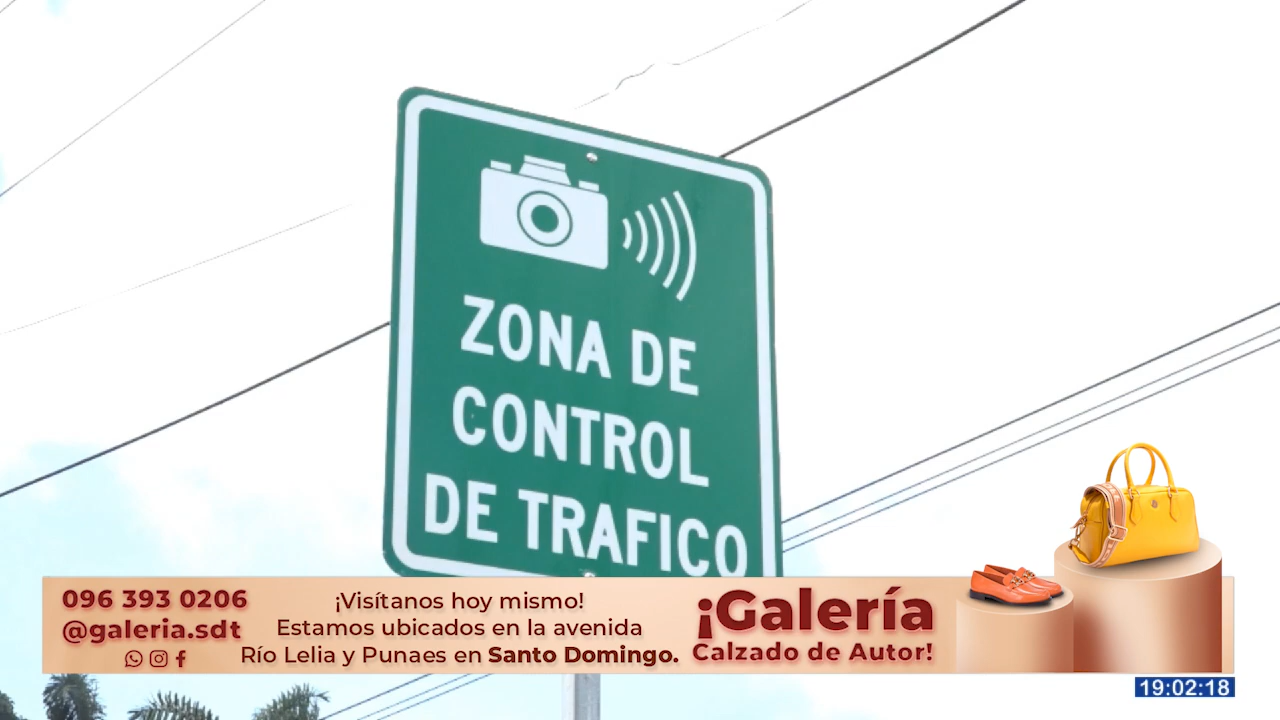 ZONA DE
CONTROL
DE TRAFICO
096 393 0206
@galeria.sdt
¡Visítanos hoy mismo!
Estamos ubicados en la avenida
Río Lelia y Punaes en Santo Domingo.
¡Galería
Calzado de Autor!
19:02:18